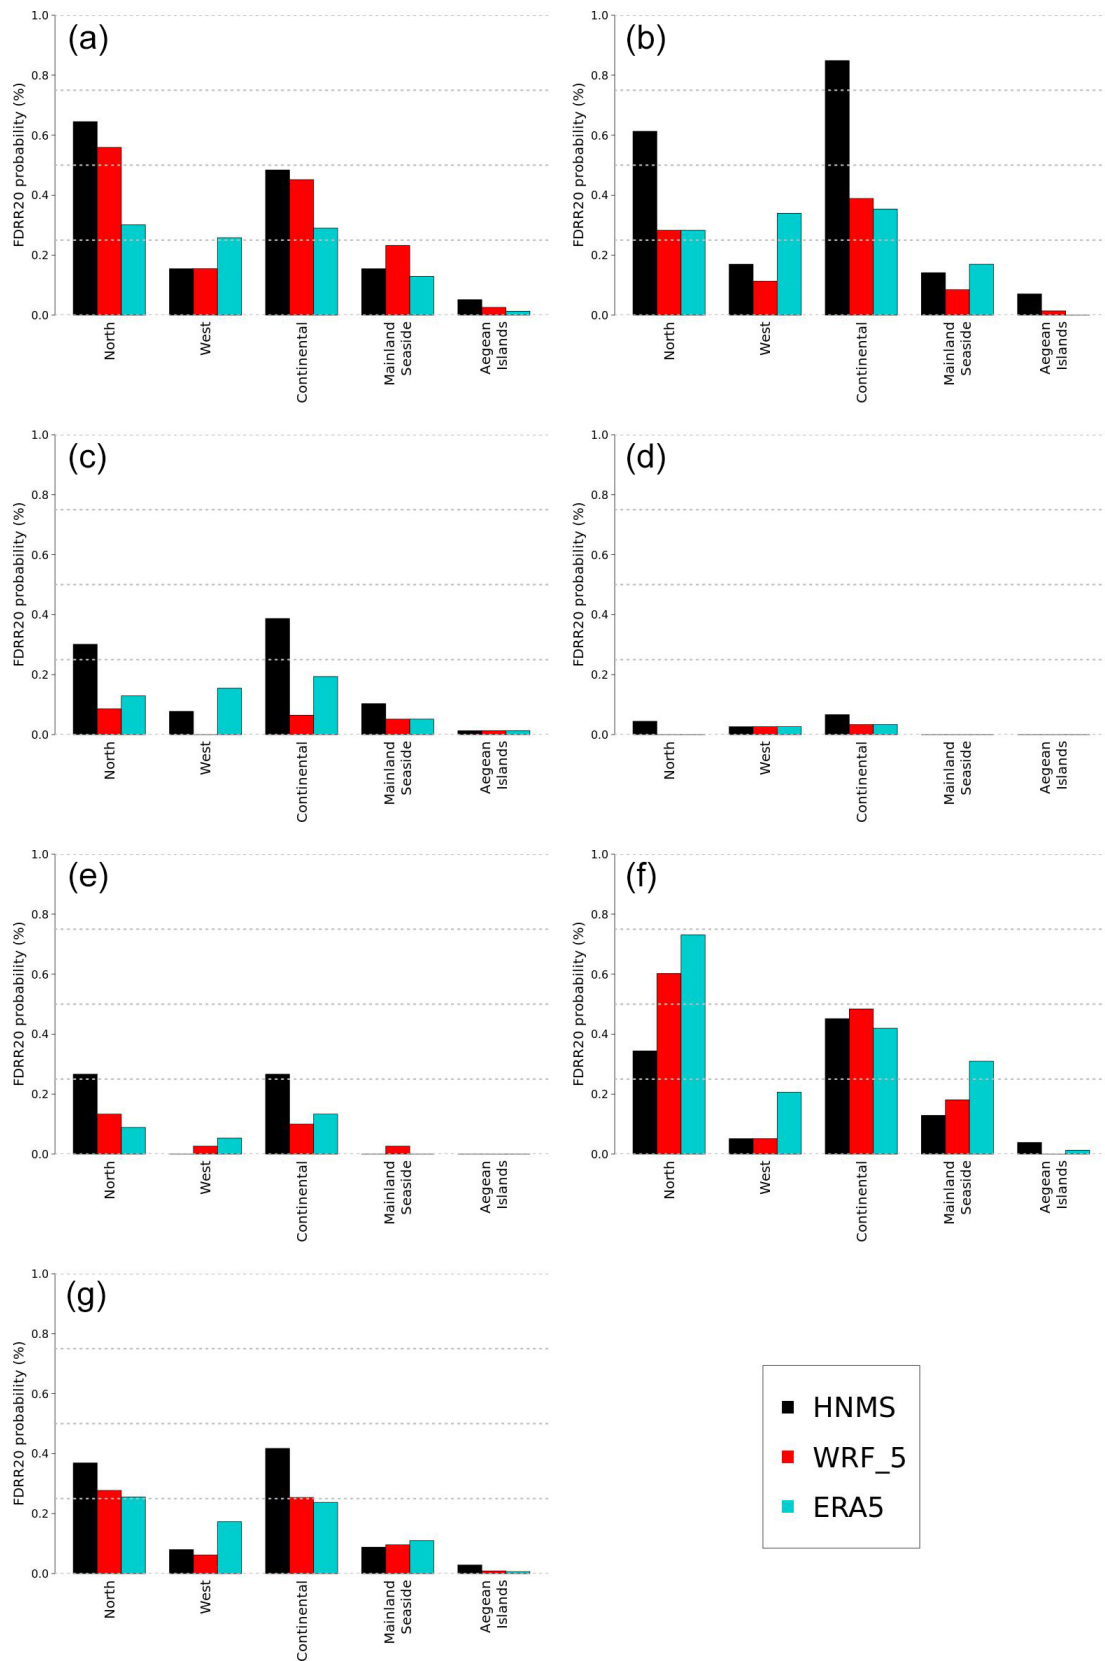 (a)
FDRR20 probability (%)
1.0
0.8
0.6
0.4
0.2
0.0
North
West
Continental
Mainland
Seaside
Aegean
Islands
(b)
FDRR20 probability (%)
1.0
0.8
0.6
0.4
0.2
0.0
North
West
Continental
Mainland
Seaside
Aegean
Islands
(c)
FDRR20 probability (%)
1.0
0.8
0.6
0.4
0.2
0.0
North
West
Continental
Mainland
Seaside
Aegean
Islands
(d)
FDRR20 probability (%)
1.0
0.8
0.6
0.4
0.2
0.0
North
West
Continental
Mainland
Seaside
Aegean
Islands
(e)
FDRR20 probability (%)
1.0
0.8
0.6
0.4
0.2
0.0
North
West
Continental
Mainland
Seaside
Aegean
Islands
(f)
FDRR20 probability (%)
1.0
0.8
0.6
0.4
0.2
0.0
North
West
Continental
Mainland
Seaside
Aegean
Islands
(g)
FDRR20 probability (%)
1.0
0.8
0.6
0.4
0.2
0.0
North
West
Continental
Mainland
Seaside
Aegean
Islands
HNMS
WRF_5
ERA5